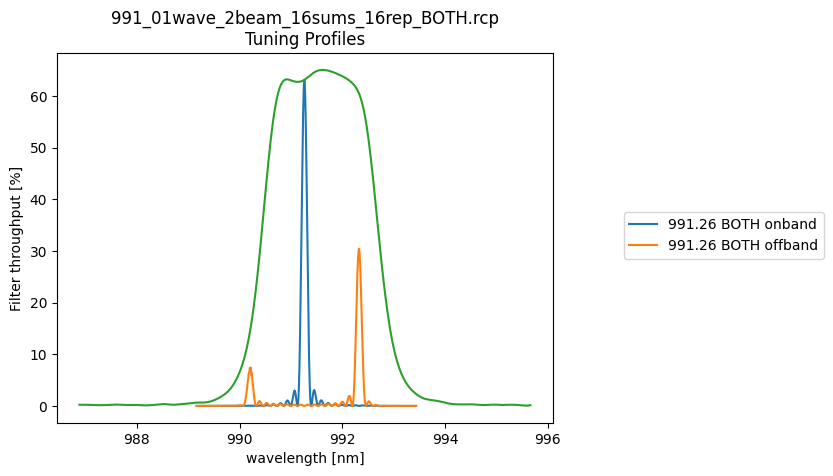 991_01wave_2beam_16sums_16rep_BOTH.rcp
Tuning Profiles
Filter throughput [%]
60
50
40
30
20
10
0
988
990
992
994
996
wavelength [nm]
991.26 BOTH onband
991.26 BOTH offband